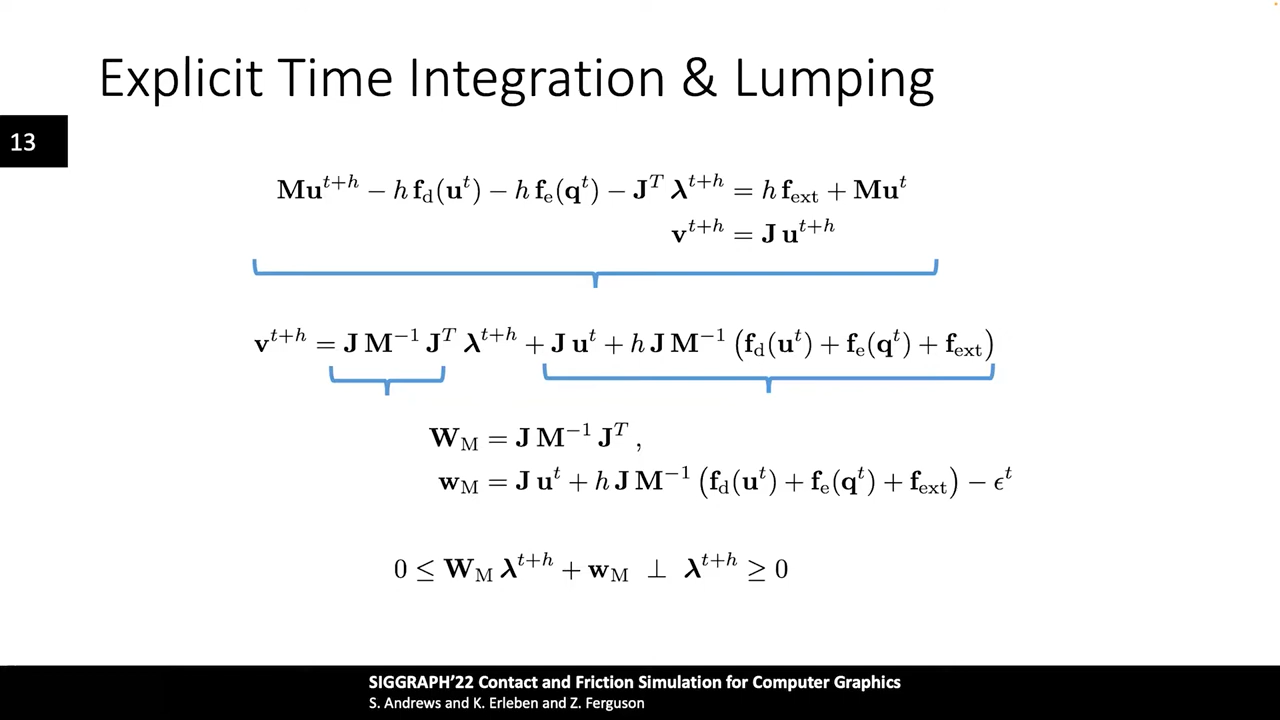 Explicit Time Integration & Lumping
13
𝐌𝐮^{t+h} − h 𝐟_d(𝐮^t) − h 𝐟_e(𝐪^t) − 𝐉^T 𝛌^{t+h} = h 𝐟_ext + 𝐌𝐮^t
𝐯^{t+h} = 𝐉 𝐮^{t+h}
𝐯^{t+h} = 𝐉 𝐌^{−1} 𝐉^T 𝛌^{t+h} + 𝐉 𝐮^t + h 𝐉 𝐌^{−1} (𝐟_d(𝐮^t) + 𝐟_e(𝐪^t) + 𝐟_ext)
𝐖_M = 𝐉 𝐌^{−1} 𝐉^T ,
𝐰_M = 𝐉 𝐮^t + h 𝐉 𝐌^{−1} (𝐟_d(𝐮^t) + 𝐟_e(𝐪^t) + 𝐟_ext) − ϵ^t
0 ≤ 𝐖_M 𝛌^{t+h} + 𝐰_M ⊥ 𝛌^{t+h} ≥ 0
SIGGRAPH'22 Contact and Friction Simulation for Computer Graphics
S. Andrews and K. Erleben and Z. Ferguson